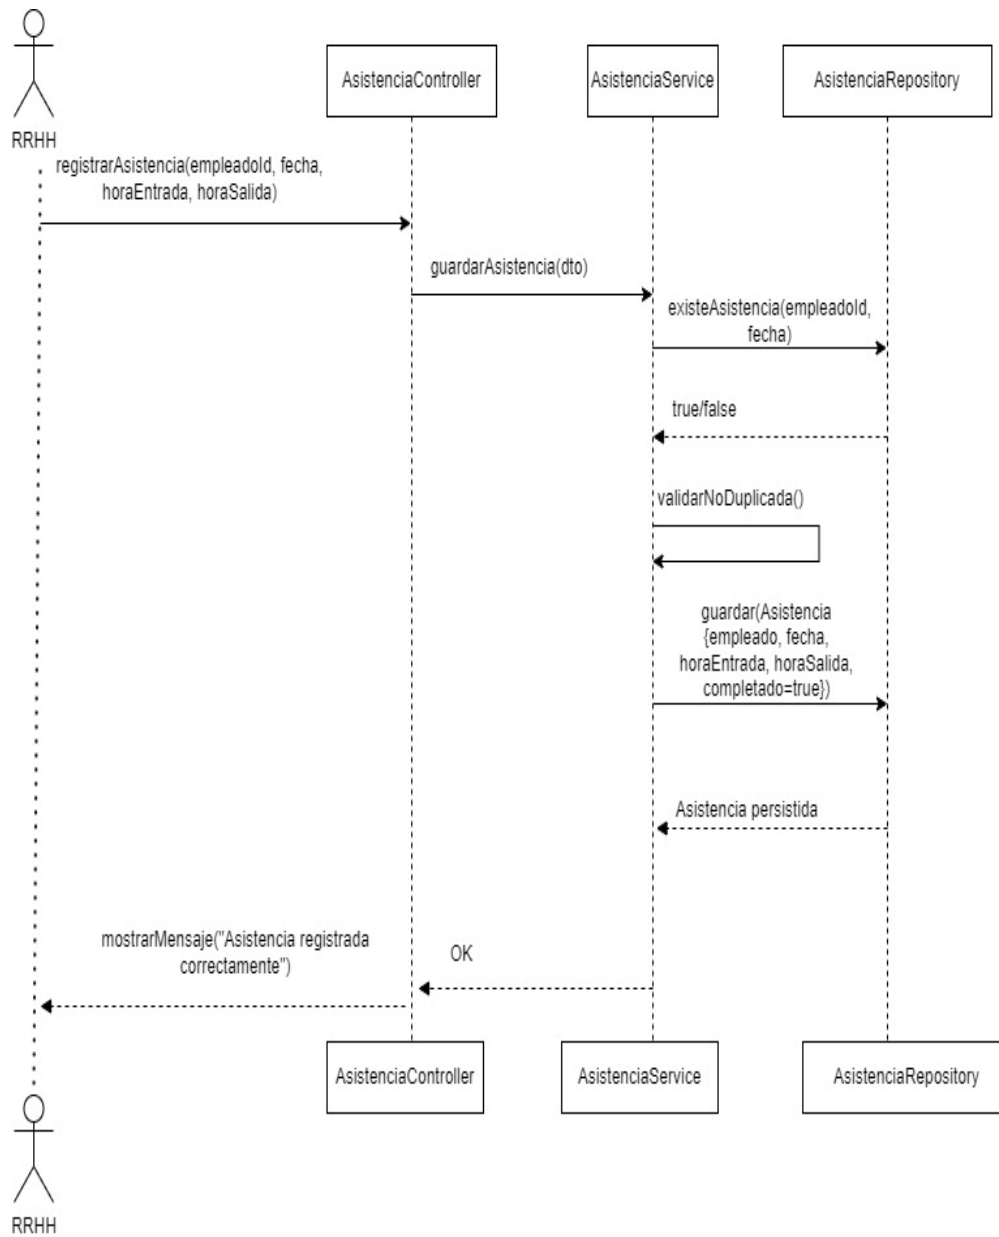 AsistenciaController
AsistenciaService
AsistenciaRepository
RRHH
registrarAsistencia(empleadoId, fecha,
horaEntrada, horaSalida)
guardarAsistencia(dto)
existeAsistencia(empleadoId,
fecha)
true/false
validarNoDuplicada()
guardar(Asistencia
{empleado, fecha,
horaEntrada, horaSalida,
completado=true})
Asistencia persistida
mostrarMensaje("Asistencia registrada
correctamente")
OK
AsistenciaController
AsistenciaService
AsistenciaRepository
RRHH